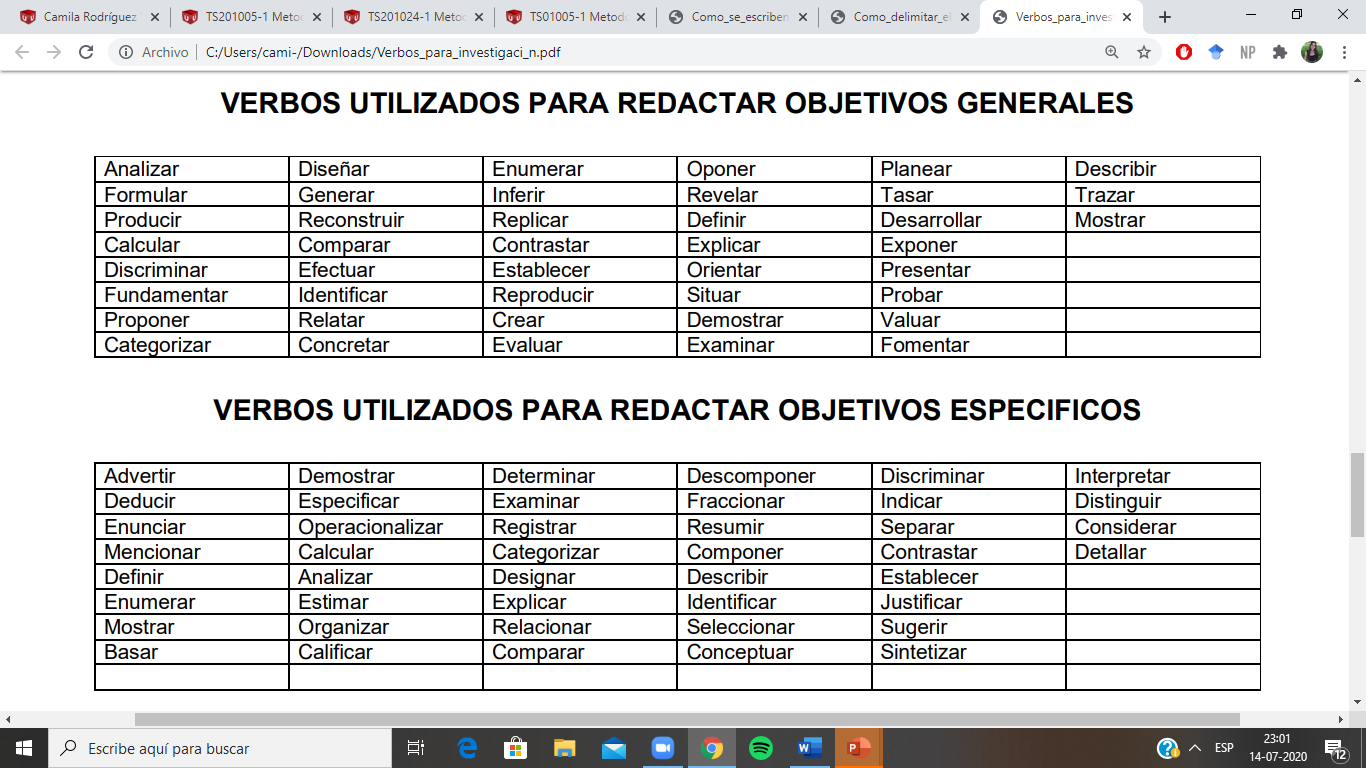 Camila Rodríguez
TS201005-1 Metod
TS201024-1 Metod
TS01005-1 Metodo
Como_se_escriben
Como_delimitar_el
Verbos_para_inves
Archivo
C:/Users/cami-/Downloads/Verbos_para_investigaci_n.pdf
NP
VERBOS UTILIZADOS PARA REDACTAR OBJETIVOS GENERALES
Analizar Diseñar Enumerar Oponer Planear Describir
Formular Generar Inferir Revelar Tasar Trazar
Producir Reconstruir Replicar Definir Desarrollar Mostrar
Calcular Comparar Contrastar Explicar Exponer
Discriminar Efectuar Establecer Orientar Presentar
Fundamentar Identificar Reproducir Situar Probar
Proponer Relatar Crear Demostrar Valuar
Categorizar Concretar Evaluar Examinar Fomentar
VERBOS UTILIZADOS PARA REDACTAR OBJETIVOS ESPECIFICOS
Advertir Demostrar Determinar Descomponer Discriminar Interpretar
Deducir Especificar Examinar Fraccionar Indicar Distinguir
Enunciar Operacionalizar Registrar Resumir Separar Considerar
Mencionar Calcular Categorizar Componer Contrastar Detallar
Definir Analizar Designar Describir Establecer
Enumerar Estimar Explicar Identificar Justificar
Mostrar Organizar Relacionar Seleccionar Sugerir
Basar Calificar Comparar Conceptuar Sintetizar
Escribe aquí para buscar
ESP
23:01
14-07-2020
12